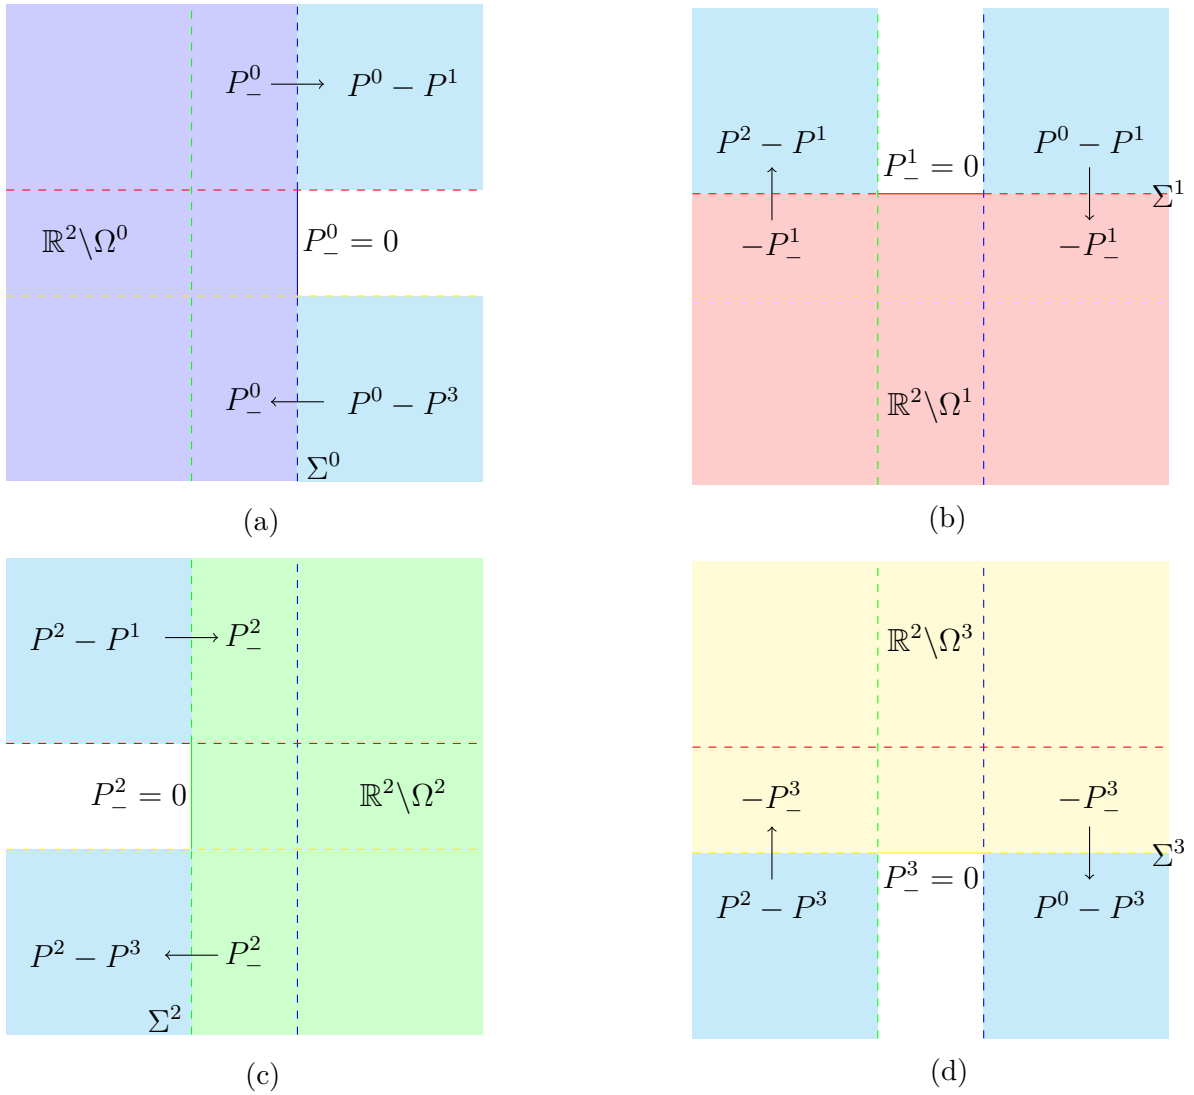 P^0_- P^0 − P^1
ℝ^2\Ω^0 P^0_- = 0
P^0_- P^0 − P^3
Σ^0
(a)
P^2 − P^1 P^1_- = 0 P^0 − P^1
Σ^1
−P^1_- −P^1_-
ℝ^2\Ω^1
(b)
P^2 − P^1 P^2_-
P^2_- = 0 ℝ^2\Ω^2
P^2 − P^3 P^2_-
Σ^2
(c)
ℝ^2\Ω^3
−P^3_- −P^3_-
Σ^3
P^2 − P^3 P^3_- = 0 P^0 − P^3
(d)